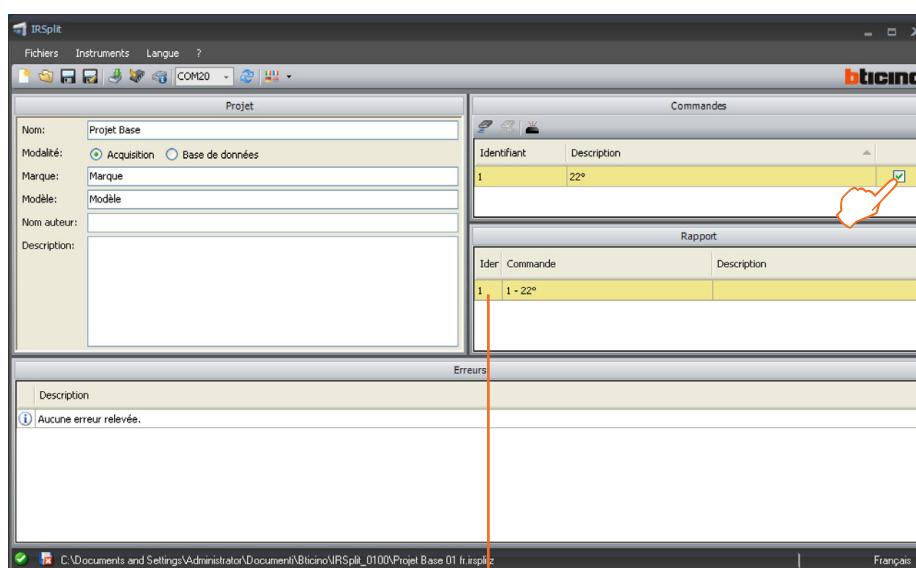 IRSplit
Fichiers Instruments Langue ?
COM20
bticino
Projet
Nom: Projet Base
Modalité: Acquisition Base de données
Marque: Marque
Modèle: Modèle
Nom auteur:
Description:
Commandes
Identifiant Description
1 22°
Rapport
Ider Commande Description
1 1 - 22°
Erreurs
Description
Aucune erreur relevée.
C:\Documents and Settings\Administrator\Documenti\Bticino\IRSplit_0100\Projet Base 01 fr.irsplitz
Français